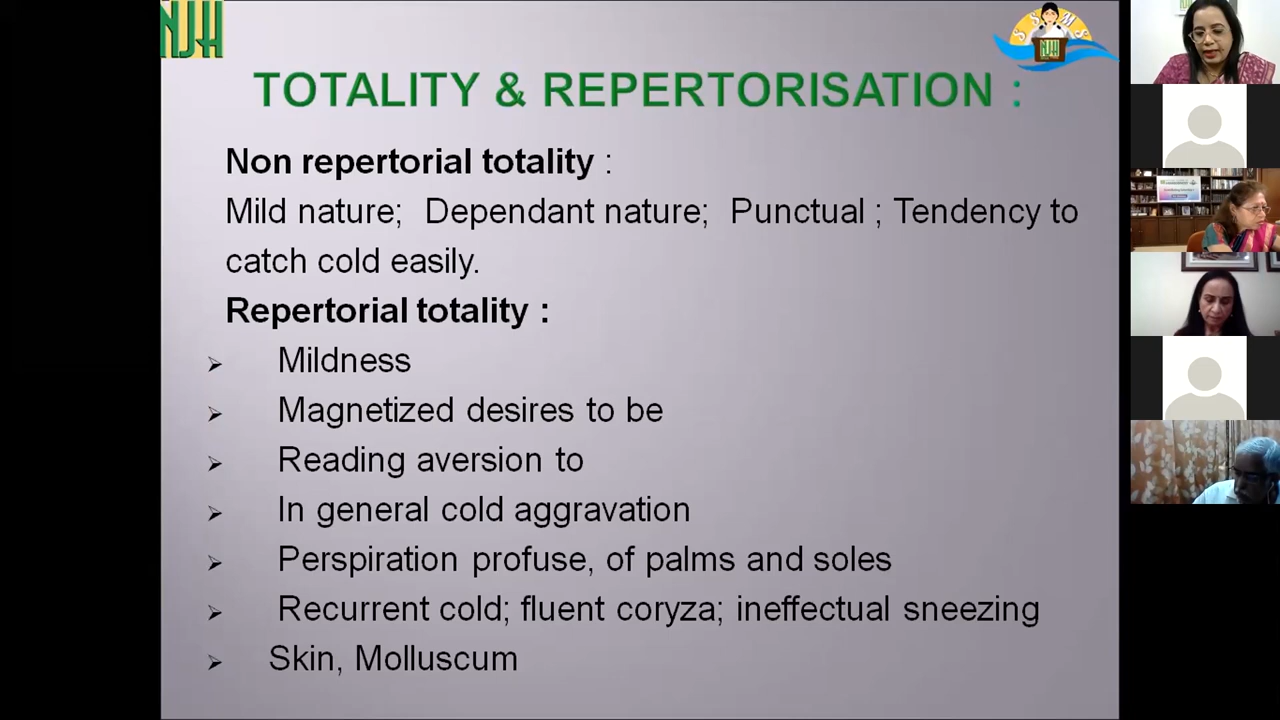 NJH
S S M S
NJH
TOTALITY & REPERTORISATION :
Non repertorial totality :
Mild nature; Dependant nature; Punctual ; Tendency to
catch cold easily.
Repertorial totality :
Mildness
Magnetized desires to be
Reading aversion to
In general cold aggravation
Perspiration profuse, of palms and soles
Recurrent cold; fluent coryza; ineffectual sneezing
Skin, Molluscum